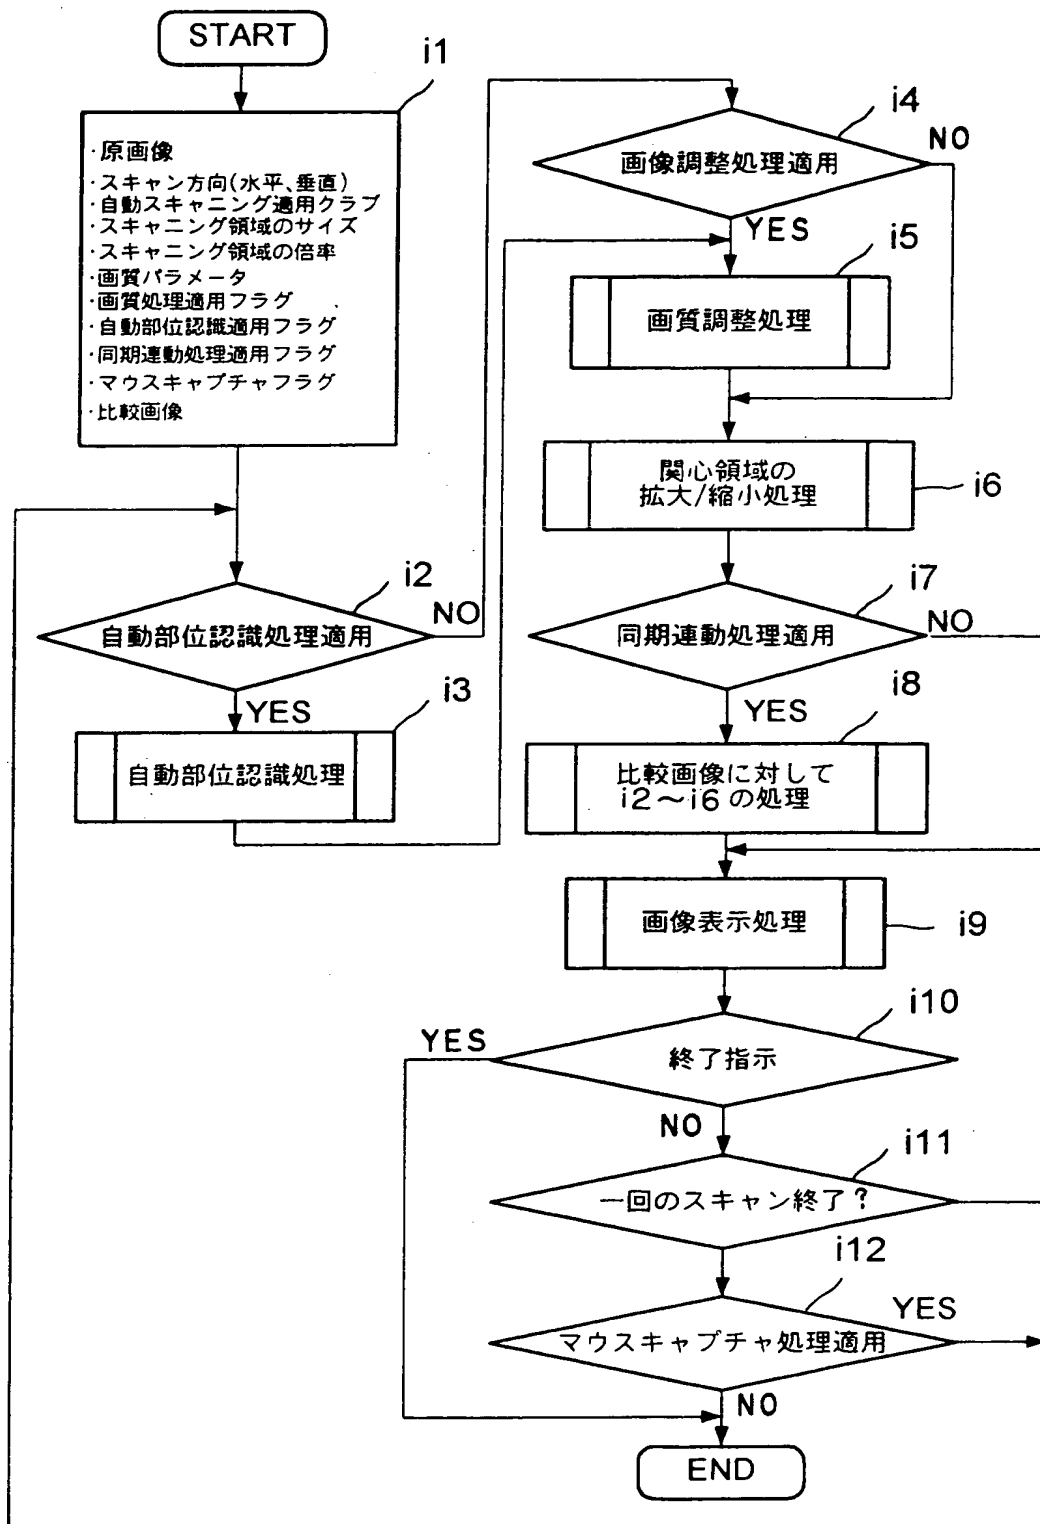 START
i1
・原画像
・スキャン方向(水平、垂直)
・自動スキャニング適用クラブ
・スキャニング領域のサイズ
・スキャニング領域の倍率
・画質パラメータ
・画質処理適用フラグ
・自動部位認識適用フラグ
・同期連動処理適用フラグ
・マウスキャプチャフラグ
・比較画像
i2
自動部位認識処理適用
NO
YES
i3
自動部位認識処理
i4
画像調整処理適用
NO
YES
i5
画質調整処理
関心領域の
拡大/縮小処理
i6
i7
同期連動処理適用
NO
YES
i8
比較画像に対して
i2～i6の処理
画像表示処理
i9
i10
YES
終了指示
NO
i11
一回のスキャン終了?
i12
YES
マウスキャプチャ処理適用
NO
END